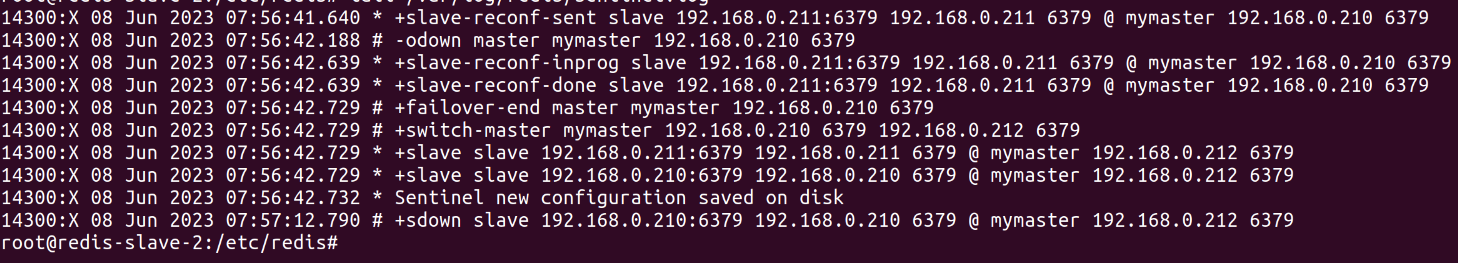 14300:X 08 Jun 2023 07:56:41.640 * +slave-reconf-sent slave 192.168.0.211:6379 192.168.0.211 6379 @ mymaster 192.168.0.210 6379
14300:X 08 Jun 2023 07:56:42.188 # -odown master mymaster 192.168.0.210 6379
14300:X 08 Jun 2023 07:56:42.639 * +slave-reconf-inprog slave 192.168.0.211:6379 192.168.0.211 6379 @ mymaster 192.168.0.210 6379
14300:X 08 Jun 2023 07:56:42.639 * +slave-reconf-done slave 192.168.0.211:6379 192.168.0.211 6379 @ mymaster 192.168.0.210 6379
14300:X 08 Jun 2023 07:56:42.729 # +failover-end master mymaster 192.168.0.210 6379
14300:X 08 Jun 2023 07:56:42.729 # +switch-master mymaster 192.168.0.210 6379 192.168.0.212 6379
14300:X 08 Jun 2023 07:56:42.729 * +slave slave 192.168.0.211:6379 192.168.0.211 6379 @ mymaster 192.168.0.212 6379
14300:X 08 Jun 2023 07:56:42.729 * +slave slave 192.168.0.210:6379 192.168.0.210 6379 @ mymaster 192.168.0.212 6379
14300:X 08 Jun 2023 07:56:42.732 * Sentinel new configuration saved on disk
14300:X 08 Jun 2023 07:57:12.790 # +sdown slave 192.168.0.210:6379 192.168.0.210 6379 @ mymaster 192.168.0.212 6379
root@redis-slave-2:/etc/redis#